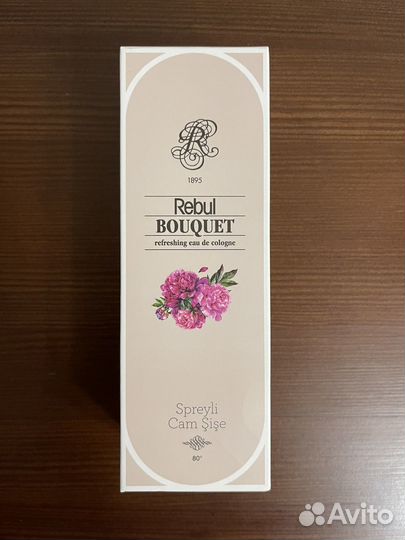 R
1895
Rebul
BOUQUET
refreshing eau de cologne
Spreyli
Cam Şişe
80°
Avito